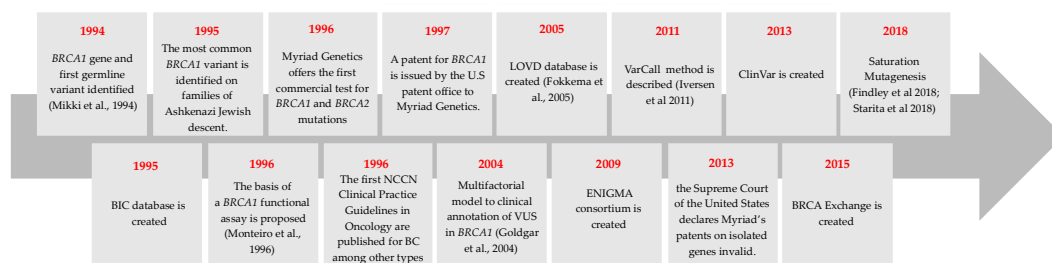 1994
BRCA1 gene and
first germline
variant identified
(Mikki et al., 1994)
1995
The most common
BRCA1 variant is
identified on
families of
Ashkenazi Jewish
descent.
1996
Myriad Genetics
offers the first
commercial test for
BRCA1 and BRCA2
mutations
1997
A patent for BRCA1
is issued by the U.S
patent office to
Myriad Genetics.
2005
LOVD database is
created (Fokkema
et al., 2005)
2011
VarCall method is
described (Iversen
et al 2011)
2013
ClinVar is created
2018
Saturation
Mutagenesis
(Findley et al 2018;
Starita et al 2018)
1995
BIC database is
created
1996
The basis of
a BRCA1 functional
assay is proposed
(Monteiro et al.,
1996)
1996
The first NCCN
Clinical Practice
Guidelines in
Oncology are
published for BC
among other types
2004
Multifactorial
model to clinical
annotation of VUS
in BRCA1 (Goldgar
et al., 2004)
2009
ENIGMA
consortium is
created
2013
the Supreme Court
of the United States
declares Myriad's
patents on isolated
genes invalid.
2015
BRCA Exchange is
created